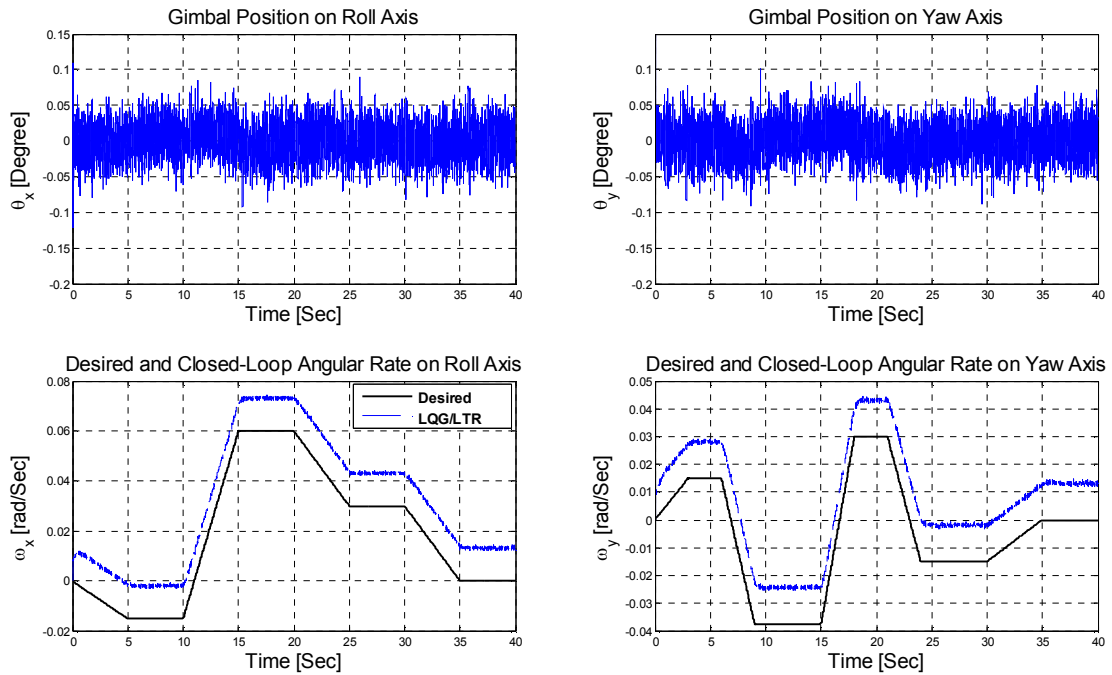 Gimbal Position on Roll Axis
0.15
0.1
0.05
0
-0.05
-0.1
-0.15
-0.2
θ_x [Degree]
0 5 10 15 20 25 30 35 40
Time [Sec]
Gimbal Position on Yaw Axis
0.15
0.1
0.05
0
-0.05
-0.1
-0.15
-0.2
θ_y [Degree]
0 5 10 15 20 25 30 35 40
Time [Sec]
Desired and Closed-Loop Angular Rate on Roll Axis
0.08
0.06
0.04
0.02
0
-0.02
ω_x [rad/Sec]
Desired
LQG/LTR
0 5 10 15 20 25 30 35 40
Time [Sec]
Desired and Closed-Loop Angular Rate on Yaw Axis
0.05
0.04
0.03
0.02
0.01
0
-0.01
-0.02
-0.03
-0.04
ω_y [rad/Sec]
0 5 10 15 20 25 30 35 40
Time [Sec]